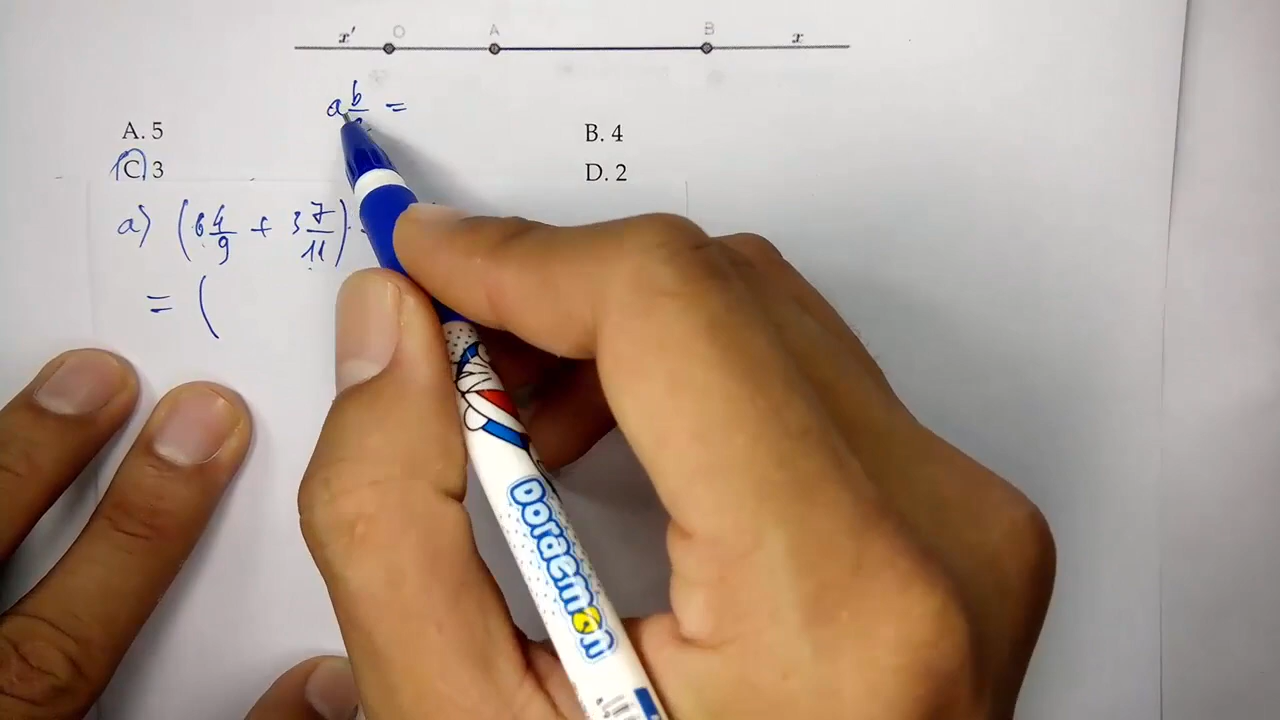 x' O A B x
a b/c =
A. 5 B. 4
C. 3 D. 2
a) (6 4/9 + 3 7/11)
= (
Doraemon